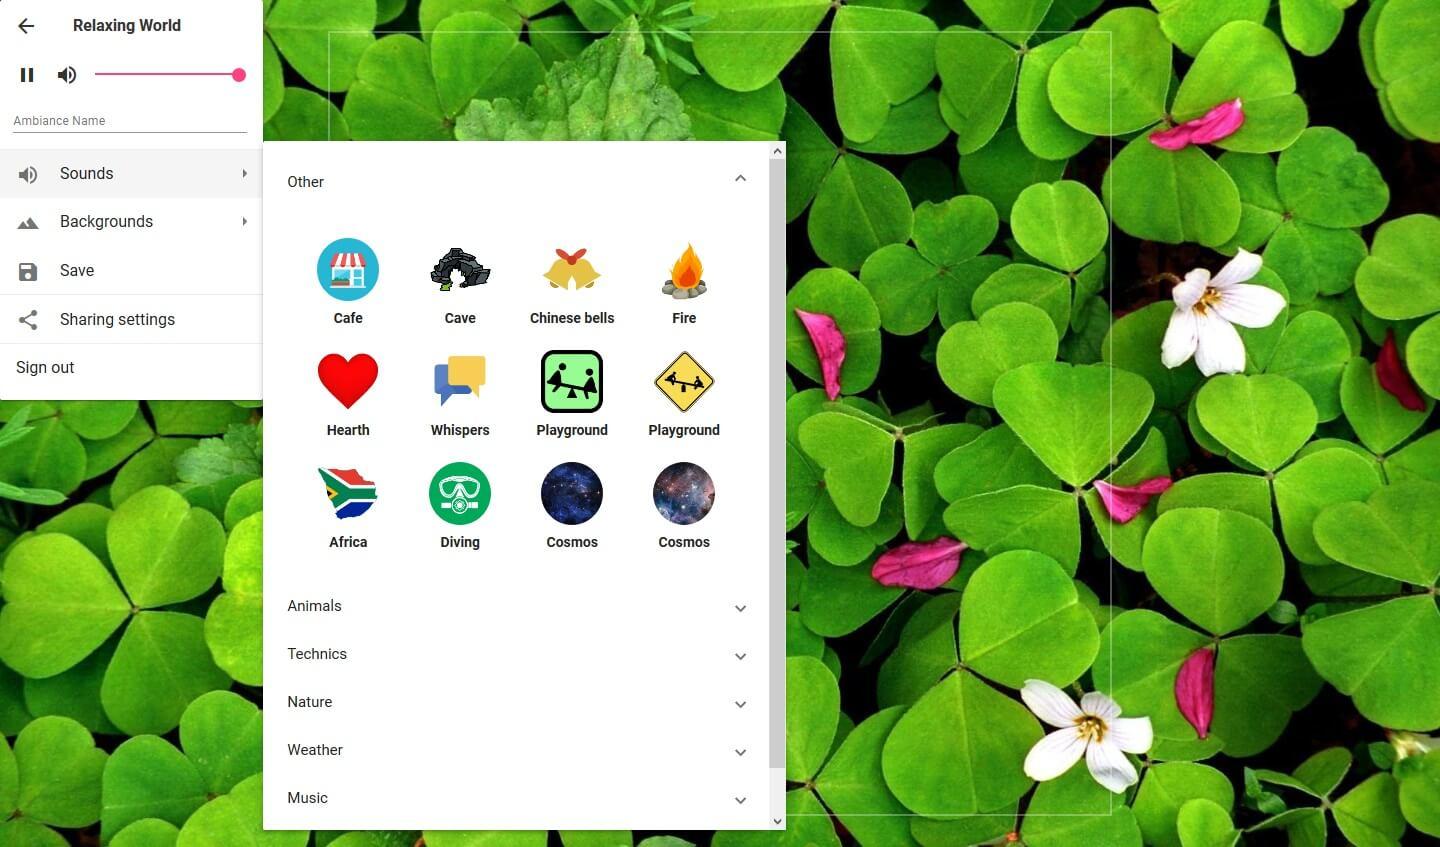 Relaxing World
Ambiance Name
Sounds
Backgrounds
Save
Sharing settings
Sign out
Other
Cafe
Cave
Chinese bells
Fire
Hearth
Whispers
Playground
Playground
Africa
Diving
Cosmos
Cosmos
Animals
Technics
Nature
Weather
Music